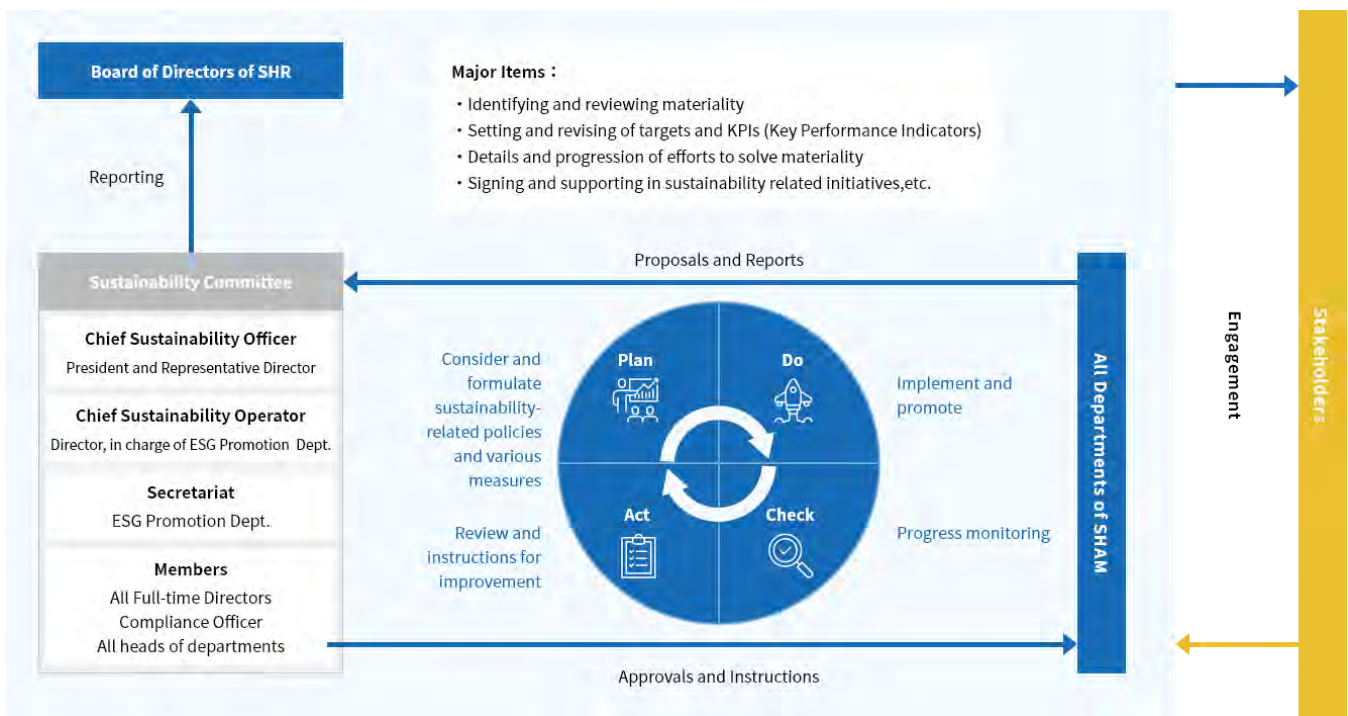 Board of Directors of SHR
Reporting
Major Items：
・Identifying and reviewing materiality
・Setting and revising of targets and KPIs (Key Performance Indicators)
・Details and progression of efforts to solve materiality
・Signing and supporting in sustainability related initiatives,etc.
Sustainability Committee
Chief Sustainability Officer
President and Representative Director
Chief Sustainability Operator
Director, in charge of ESG Promotion Dept.
Secretariat
ESG Promotion Dept.
Members
All Full-time Directors
Compliance Officer
All heads of departments
Proposals and Reports
Consider and
formulate
sustainability-
related policies
and various
measures
Plan
Do
Implement and
promote
Review and
instructions for
improvement
Act
Check
Progress monitoring
Approvals and Instructions
All Departments of SHAM
Engagement
Stakeholders